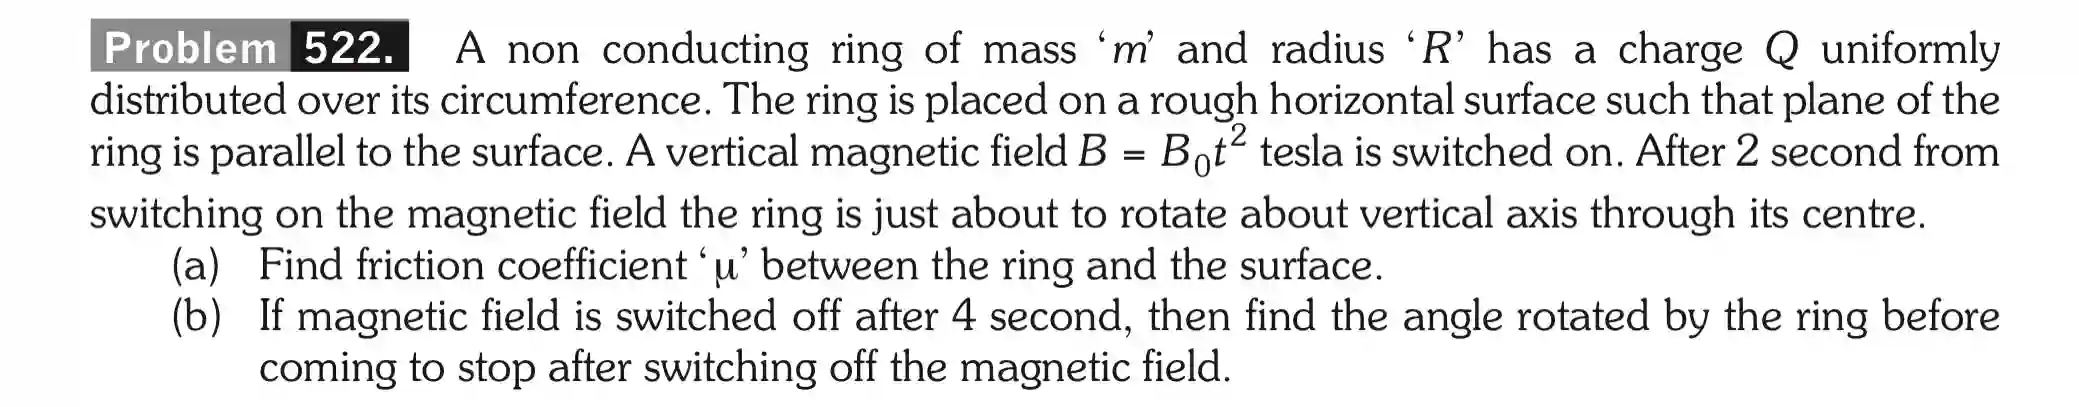 Problem 522. A non conducting ring of mass ‘m’ and radius ‘R’ has a charge Q uniformly
distributed over its circumference. The ring is placed on a rough horizontal surface such that plane of the
ring is parallel to the surface. A vertical magnetic field B = B₀t² tesla is switched on. After 2 second from
switching on the magnetic field the ring is just about to rotate about vertical axis through its centre.
(a) Find friction coefficient ‘μ’ between the ring and the surface.
(b) If magnetic field is switched off after 4 second, then find the angle rotated by the ring before
coming to stop after switching off the magnetic field.